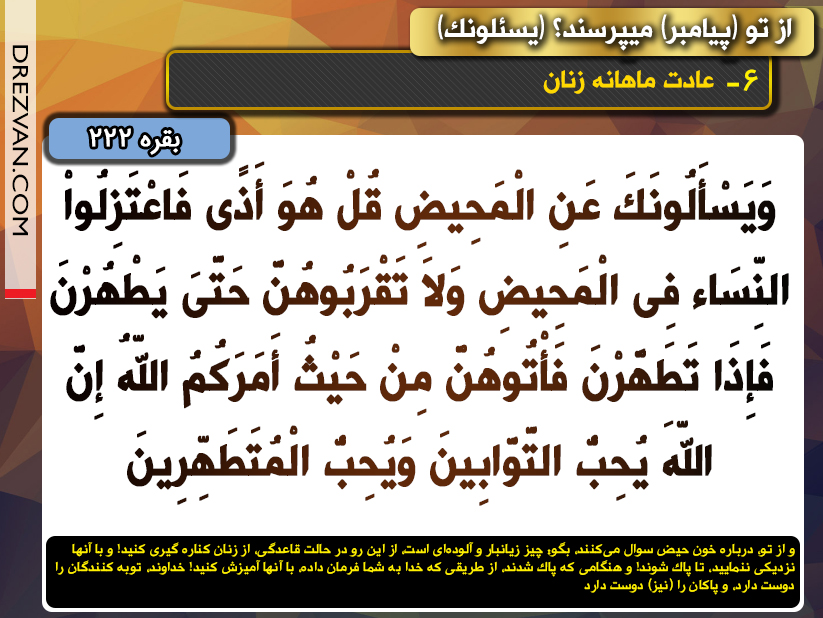 از تو (پیامبر) میپرسند؟ (یسئلونک)
۶- عادت ماهانه زنان
بقره ۲۲۲
DREZVAN.COM
وَيَسْأَلُونَكَ عَنِ الْمَحِيضِ قُلْ هُوَ أَذًى فَاعْتَزِلُواْ
النِّسَاء فِي الْمَحِيضِ وَلاَ تَقْرَبُوهُنَّ حَتَّىَ يَطْهُرْنَ
فَإِذَا تَطَهَّرْنَ فَأْتُوهُنَّ مِنْ حَيْثُ أَمَرَكُمُ اللّهُ إِنَّ
اللّهَ يُحِبُّ التَّوَّابِينَ وَيُحِبُّ الْمُتَطَهِّرِينَ
و از تو، درباره خون حیض سوال می‌کنند، بگو: چیز زیانبار و آلوده‌ای است، از این رو در حالت قاعدگی، از زنان کناره گیری کنید! و با آنها
نزدیکی ننمایید، تا پاك شوند! و هنگامی که پاك شدند، از طریقی که خدا به شما فرمان داده، با آنها آمیزش کنید! خداوند، توبه کنندگان را
دوست دارد، و پاکان را (نیز) دوست دارد